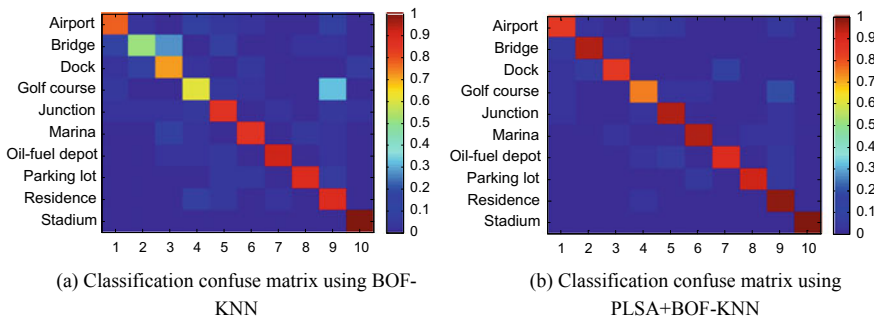 Airport
Bridge
Dock
Golf course
Junction
Marina
Oil-fuel depot
Parking lot
Residence
Stadium
1 2 3 4 5 6 7 8 9 10
1
0.9
0.8
0.7
0.6
0.5
0.4
0.3
0.2
0.1
0
(a) Classification confuse matrix using BOF-
KNN
Airport
Bridge
Dock
Golf course
Junction
Marina
Oil-fuel depot
Parking lot
Residence
Stadium
1 2 3 4 5 6 7 8 9 10
1
0.9
0.8
0.7
0.6
0.5
0.4
0.3
0.2
0.1
0
(b) Classification confuse matrix using
PLSA+BOF-KNN